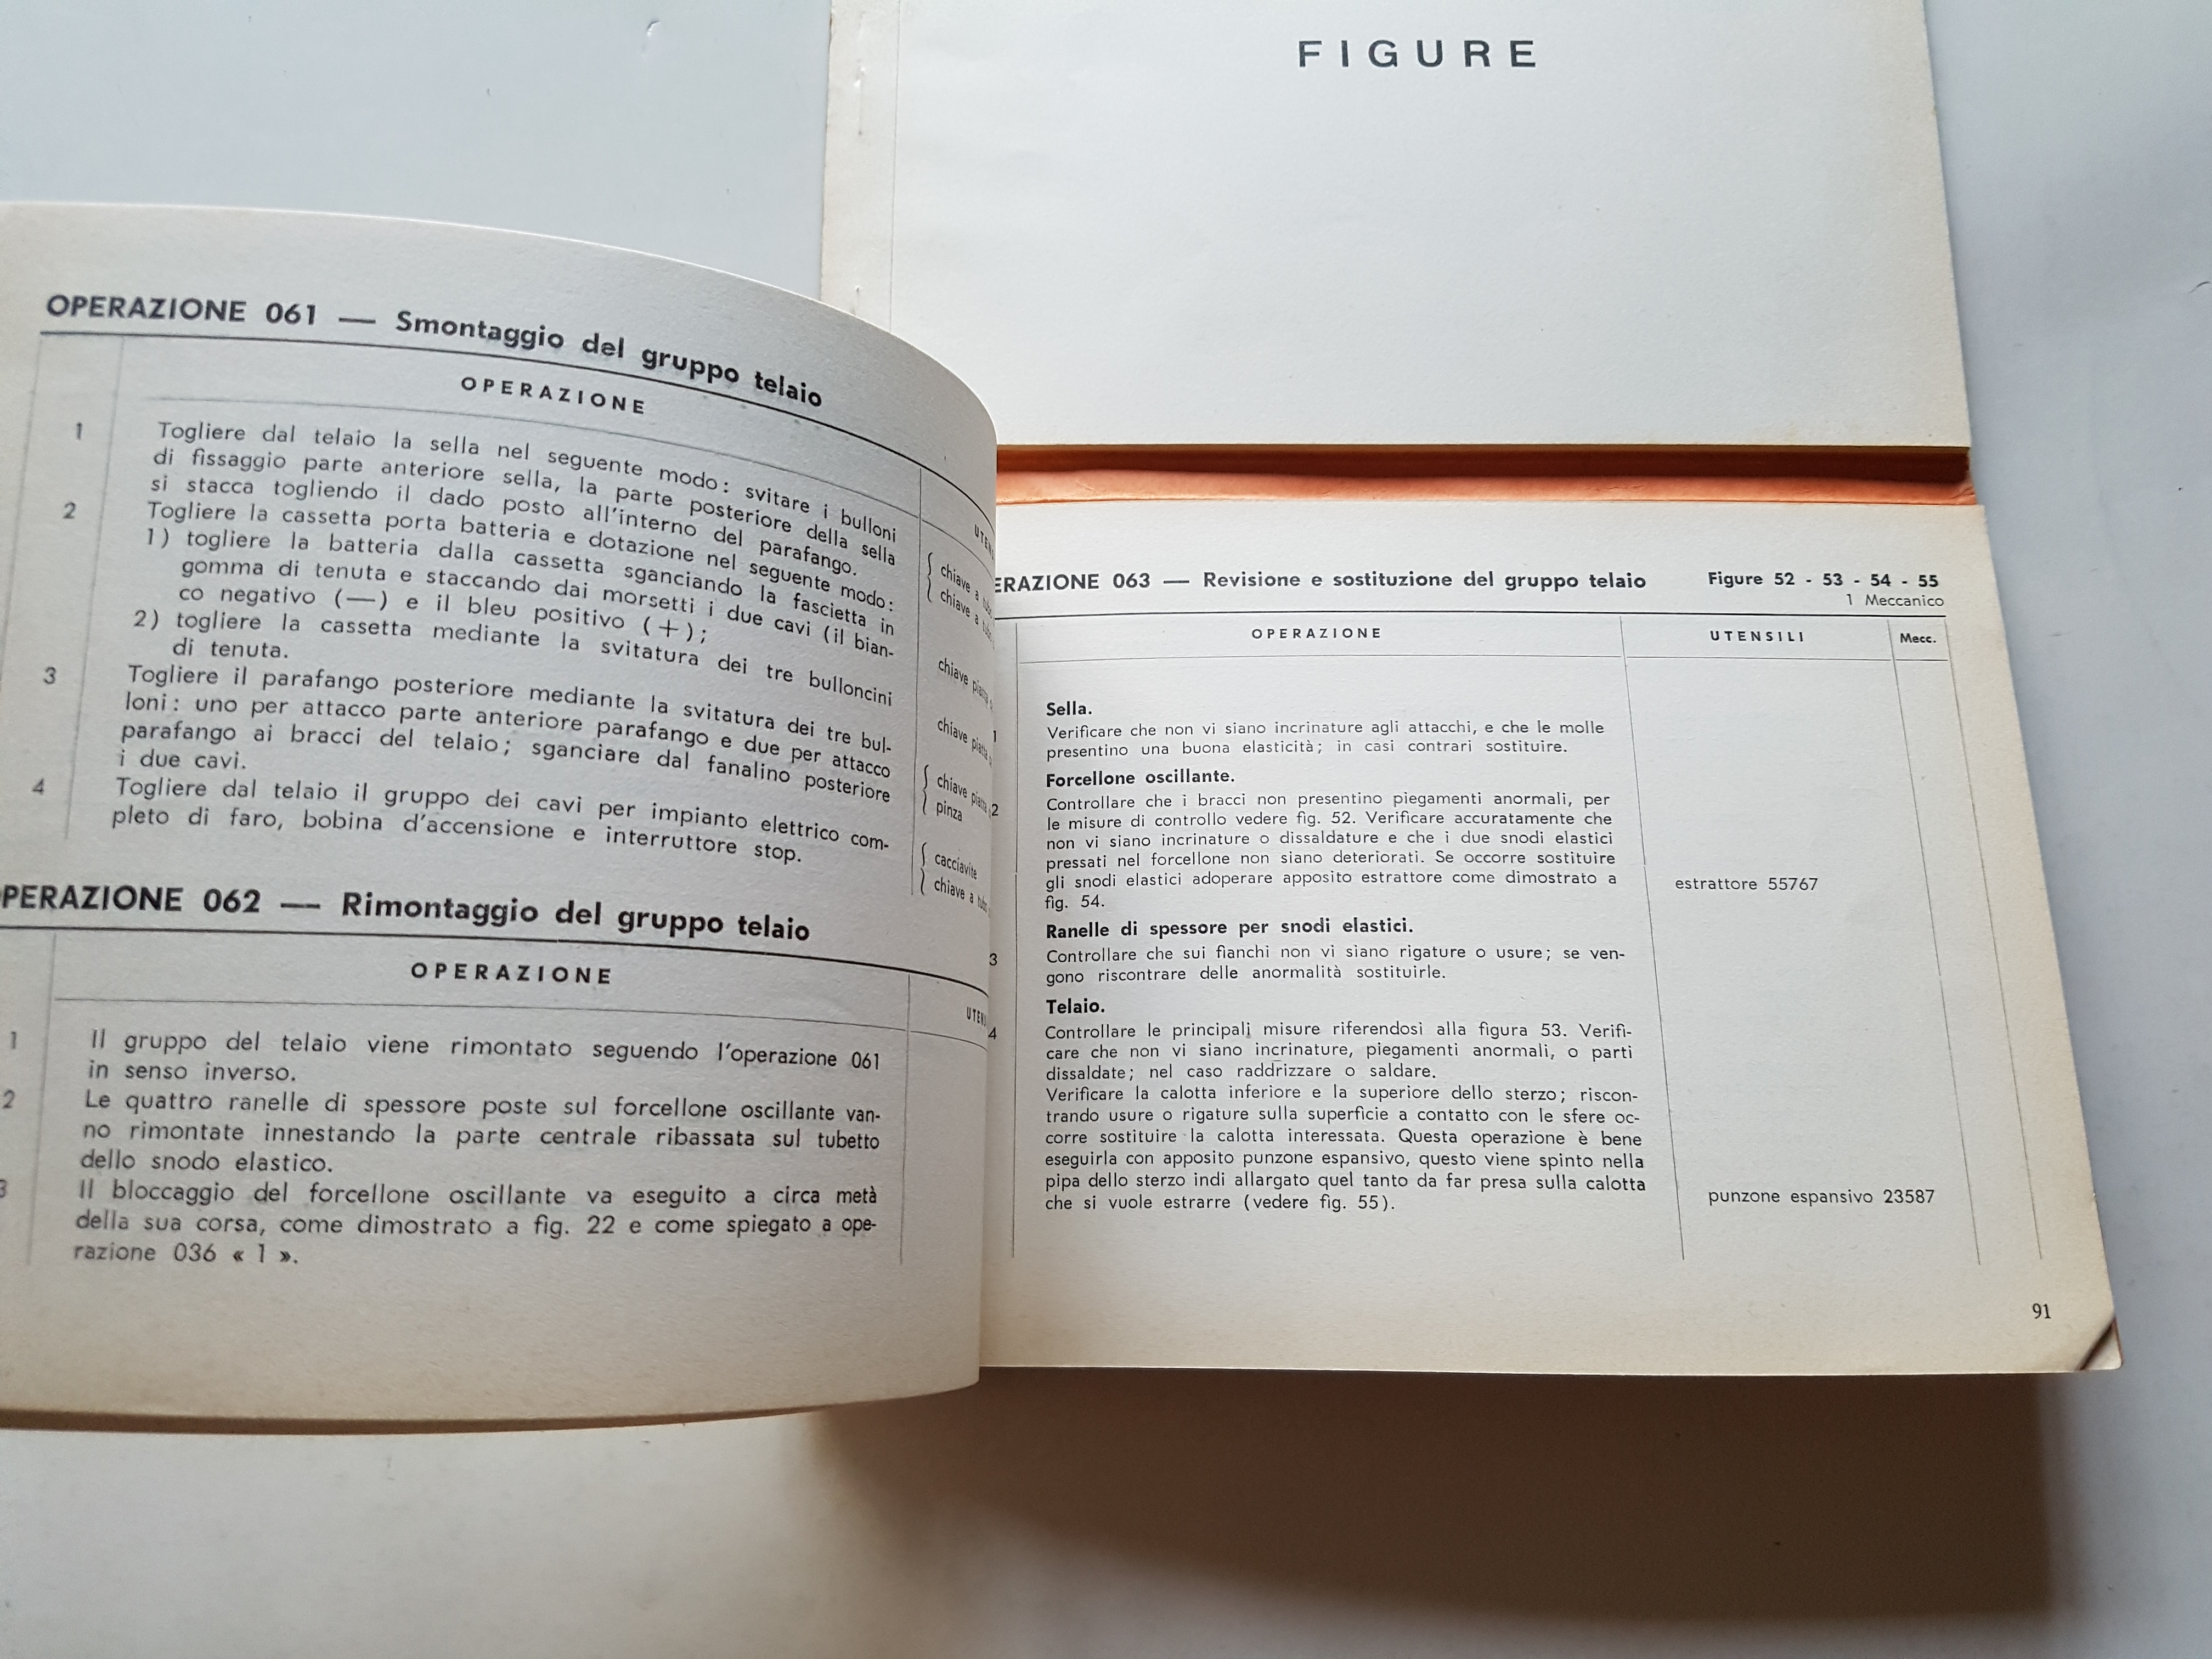 FIGURE
OPERAZIONE 061 — Smontaggio del gruppo telaio
OPERAZIONE
1 Togliere dal telaio la sella nel seguente modo: svitare i bulloni
di fissaggio parte anteriore sella, la parte posteriore della sella
si stacca togliendo il dado posto all'interno del parafango.
2 Togliere la cassetta porta batteria e dotazione nel seguente modo:
1) togliere la batteria dalla cassetta sganciando la fascietta in
gomma di tenuta e staccando dai morsetti i due cavi (il bian-
co negativo (—) e il bleu positivo (+);
2) togliere la cassetta mediante la svitatura dei tre bulloncini
di tenuta.
3 Togliere il parafango posteriore mediante la svitatura dei tre bul-
loni: uno per attacco parte anteriore parafango e due per attacco
parafango ai bracci del telaio; sganciare dal fanalino posteriore
i due cavi.
4 Togliere dal telaio il gruppo dei cavi per impianto elettrico com-
pleto di faro, bobina d'accensione e interruttore stop.
chiave a
chiave a
chiave piatta
chiave piatta
chiave piatta
pinza
cacciavite
chiave a tubo
PERAZIONE 062 — Rimontaggio del gruppo telaio
OPERAZIONE
1 Il gruppo del telaio viene rimontato seguendo l'operazione 061
in senso inverso.
2 Le quattro ranelle di spessore poste sul forcellone oscillante van-
no rimontate innestando la parte centrale ribassata sul tubetto
dello snodo elastico.
3 Il bloccaggio del forcellone oscillante va eseguito a circa metà
della sua corsa, come dimostrato a fig. 22 e come spiegato a ope-
razione 036 « 1 ».
ERAZIONE 063 — Revisione e sostituzione del gruppo telaio Figure 52 - 53 - 54 - 55
1 Meccanico
OPERAZIONE UTENSILI Mecc.
Sella.
1 Verificare che non vi siano incrinature agli attacchi, e che le molle
presentino una buona elasticità; in casi contrari sostituire.
Forcellone oscillante.
2 Controllare che i bracci non presentino piegamenti anormali, per
le misure di controllo vedere fig. 52. Verificare accuratamente che
non vi siano incrinature o dissaldature e che i due snodi elastici
pressati nel forcellone non siano deteriorati. Se occorre sostituire
gli snodi elastici adoperare apposito estrattore come dimostrato a estrattore 55767
fig. 54.
Ranelle di spessore per snodi elastici.
3 Controllare che sui fianchi non vi siano rigature o usure; se ven-
gono riscontrare delle anormalità sostituirle.
Telaio.
4 Controllare le principali misure riferendosi alla figura 53. Verifi-
care che non vi siano incrinature, piegamenti anormali, o parti
dissaldate; nel caso raddrizzare o saldare.
Verificare la calotta inferiore e la superiore dello sterzo; riscon-
trando usure o rigature sulla superficie a contatto con le sfere oc-
corre sostituire la calotta interessata. Questa operazione è bene
eseguirla con apposito punzone espansivo, questo viene spinto nella
pipa dello sterzo indi allargato quel tanto da far presa sulla calotta
che si vuole estrarre (vedere fig. 55). punzone espansivo 23587
91